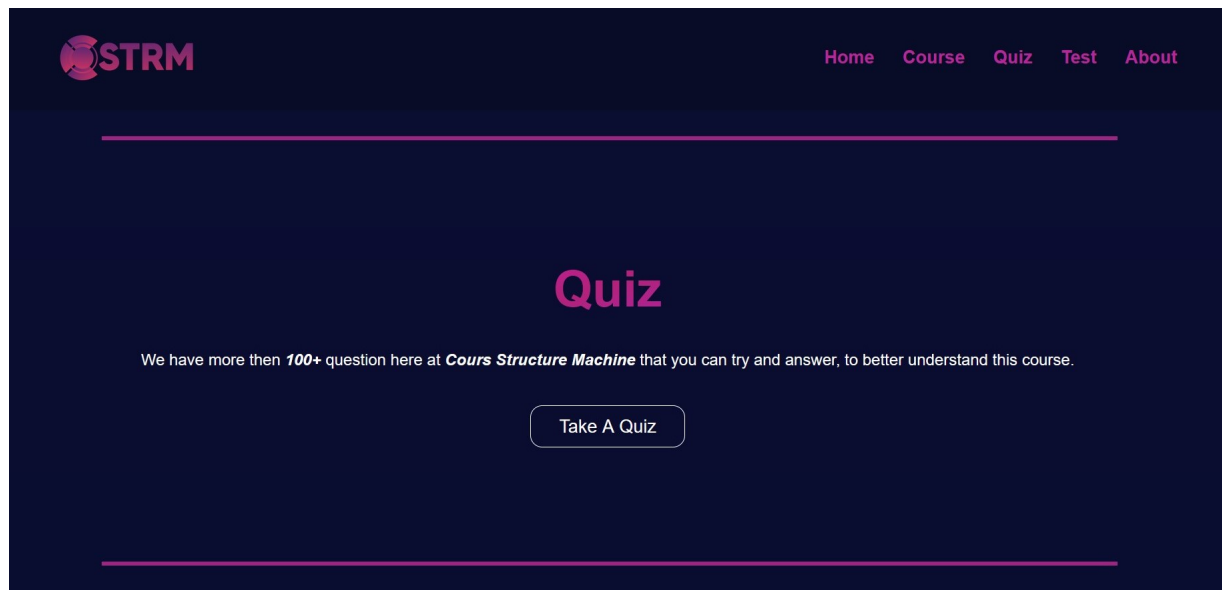 STRM
Home Course Quiz Test About
Quiz
We have more then 100+ question here at Cours Structure Machine that you can try and answer, to better understand this course.
Take A Quiz